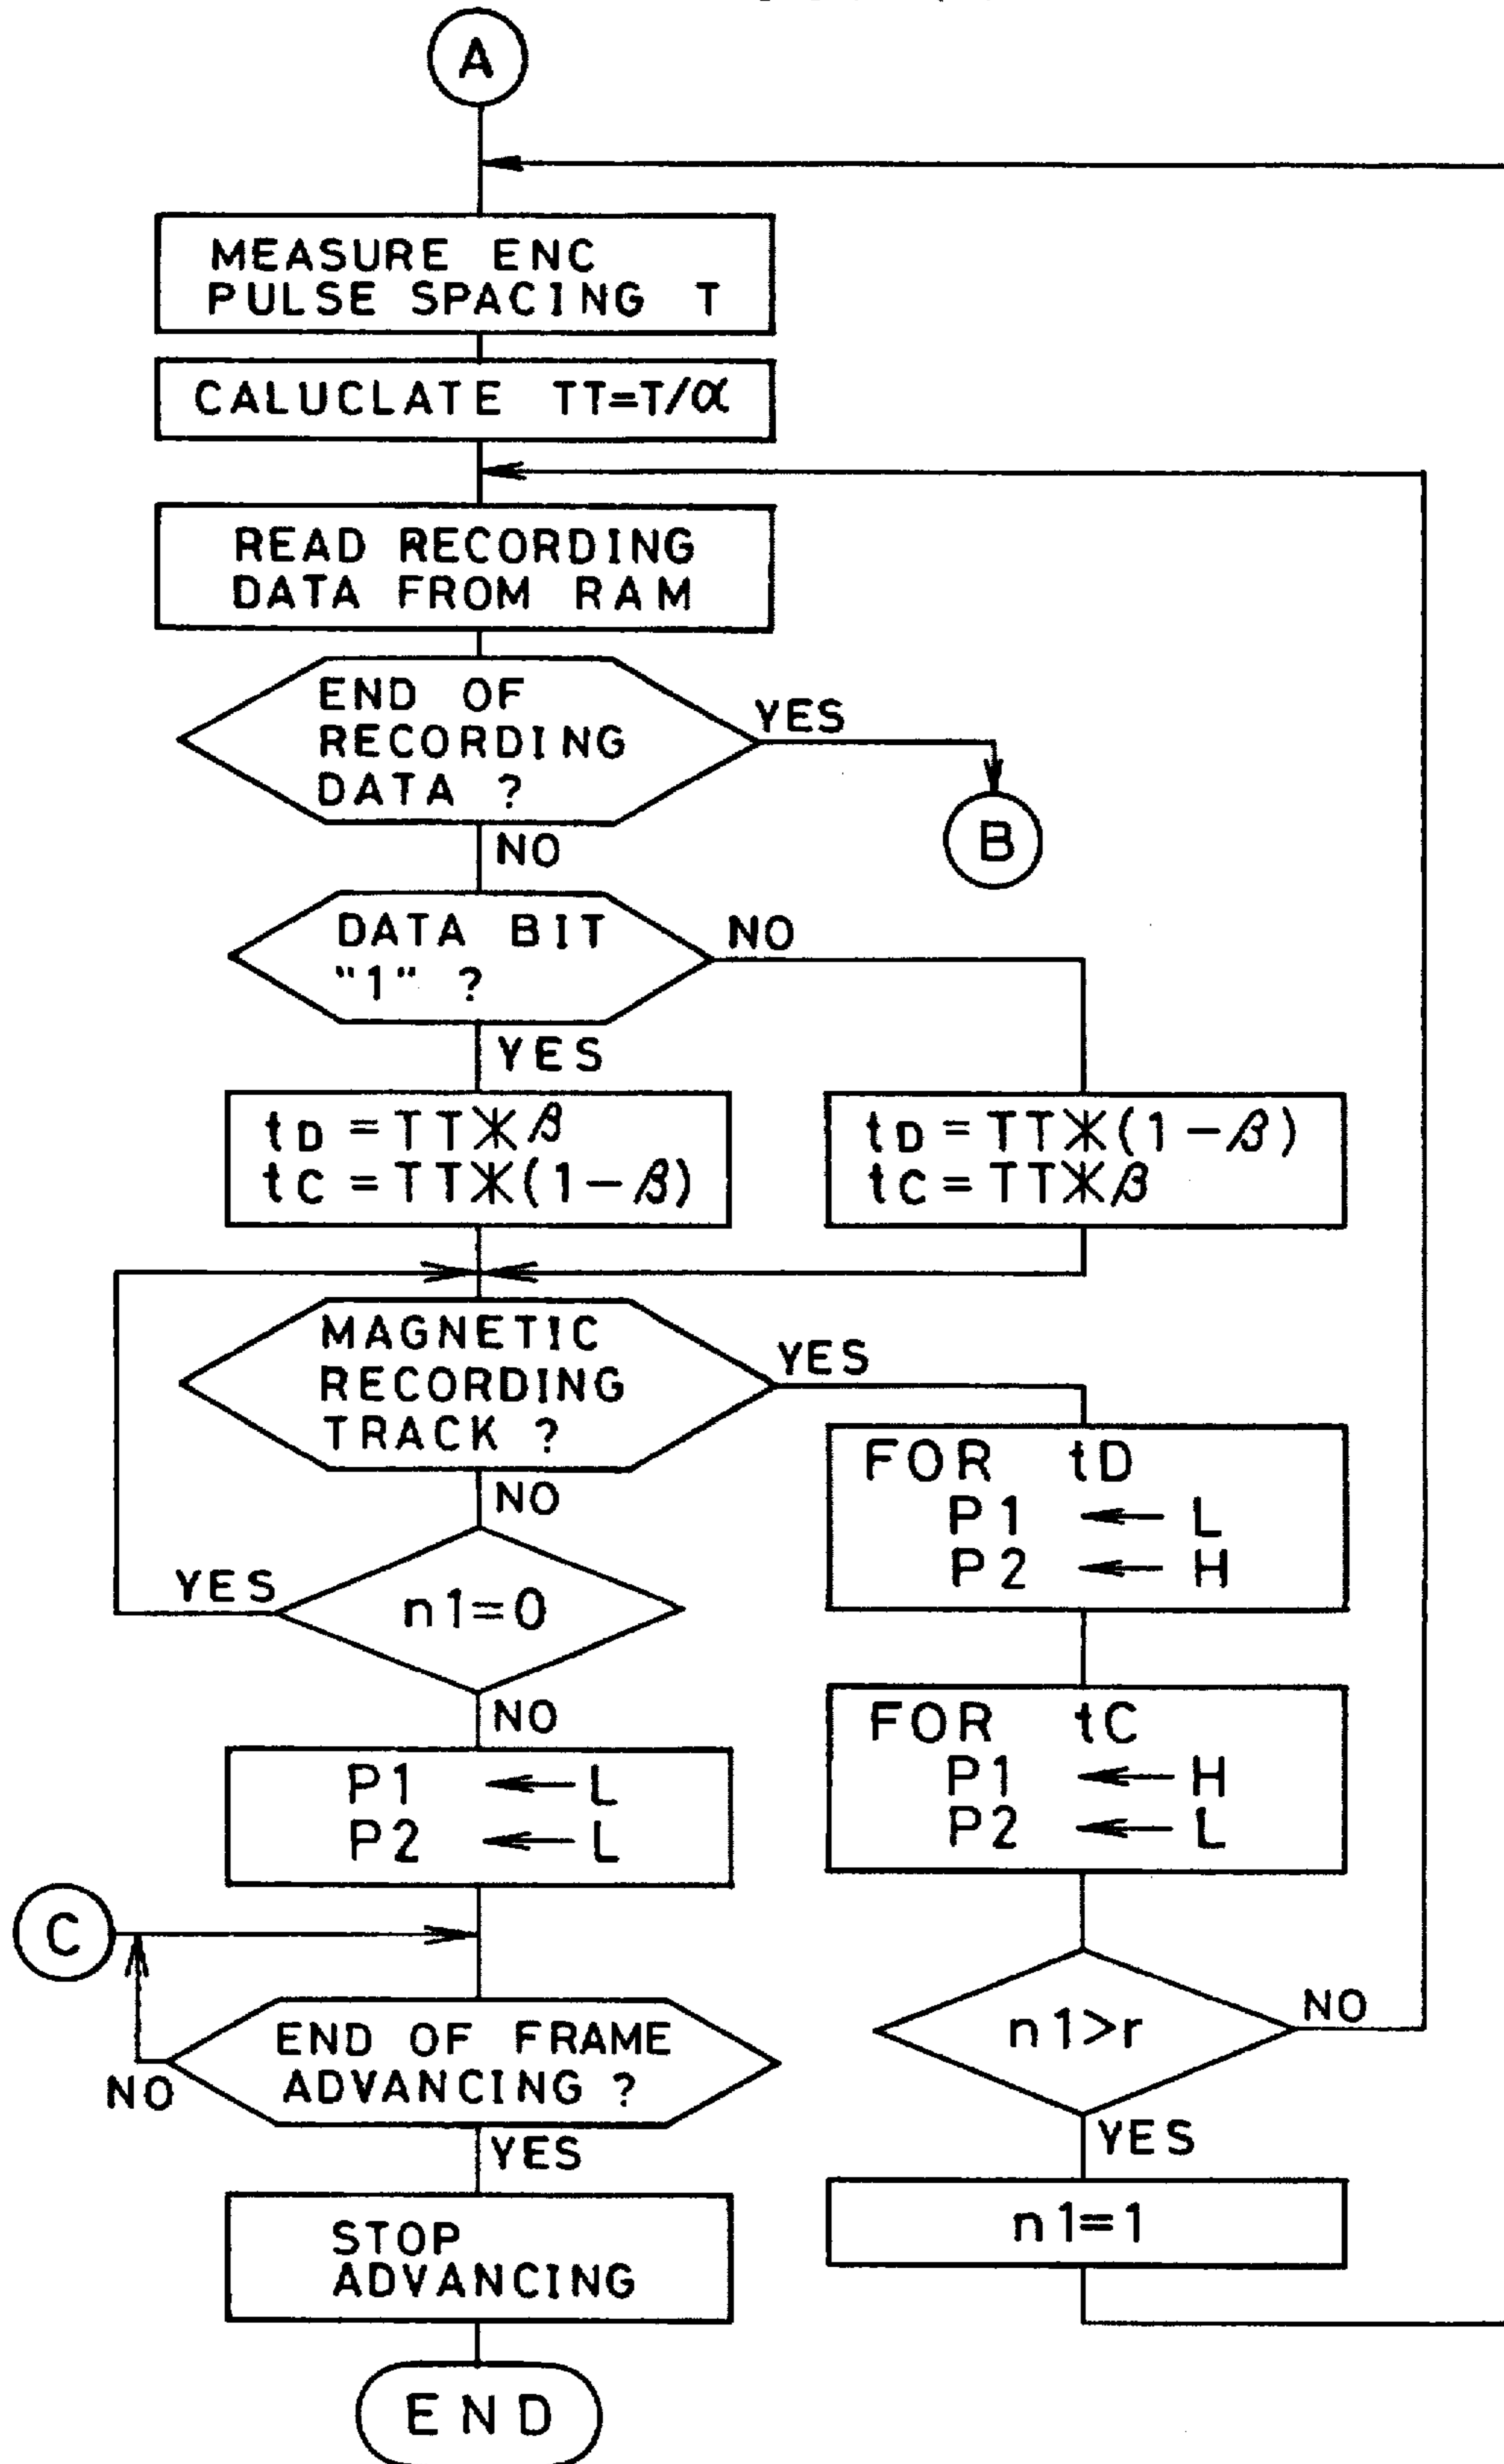 A
MEASURE ENC
PULSE SPACING T
CALUCLATE TT=T/α
READ RECORDING
DATA FROM RAM
END OF
RECORDING
DATA ?
YES
B
NO
DATA BIT
"1" ?
NO
YES
tD = TT*β
tC = TT*(1-β)
tD = TT*(1-β)
tC = TT*β
MAGNETIC
RECORDING
TRACK ?
YES
NO
FOR tD
P1 ← L
P2 ← H
YES
n1=0
NO
FOR tC
P1 ← H
P2 ← L
P1 ← L
P2 ← L
C
n1>r
NO
END OF FRAME
ADVANCING ?
NO
YES
YES
n1=1
STOP
ADVANCING
END